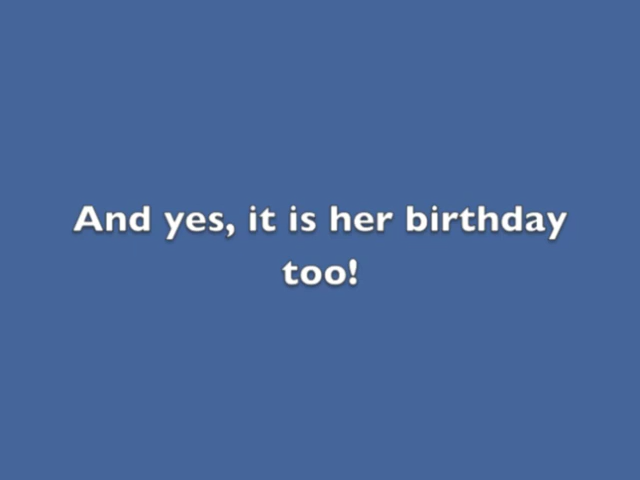 And yes, it is her birthday
too!